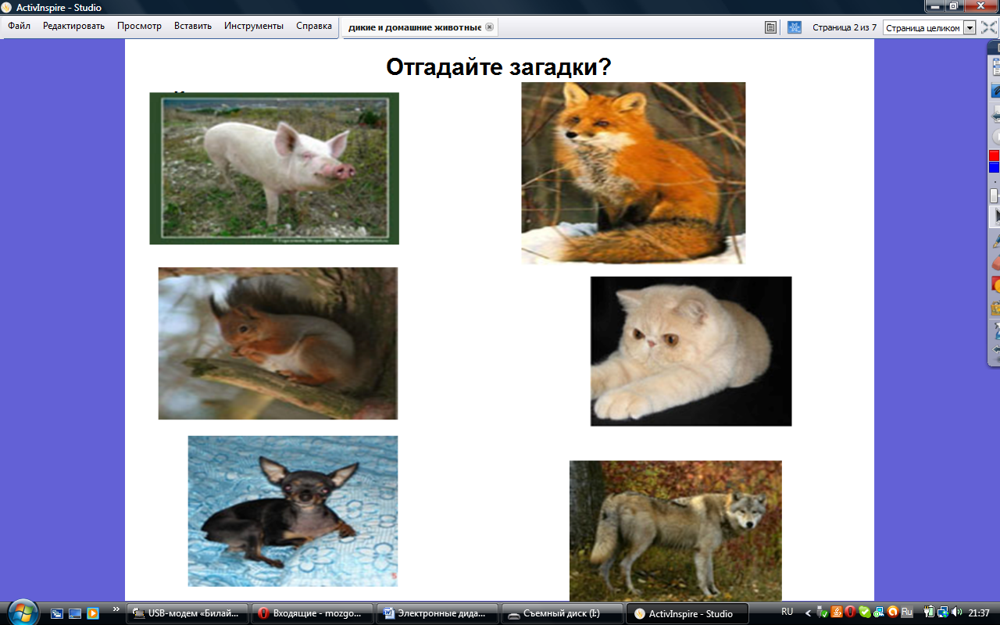 ActivInspire - Studio
Файл Редактировать Просмотр Вставить Инструменты Справка
дикие и домашние животные
Страница 2 из 7
Страница целиком
Отгадайте загадки?
USB-модем «Билай...
Входящие - mozgo...
Электронные дида...
Съемный диск (I:)
ActivInspire - Studio
RU
Ru
21:37